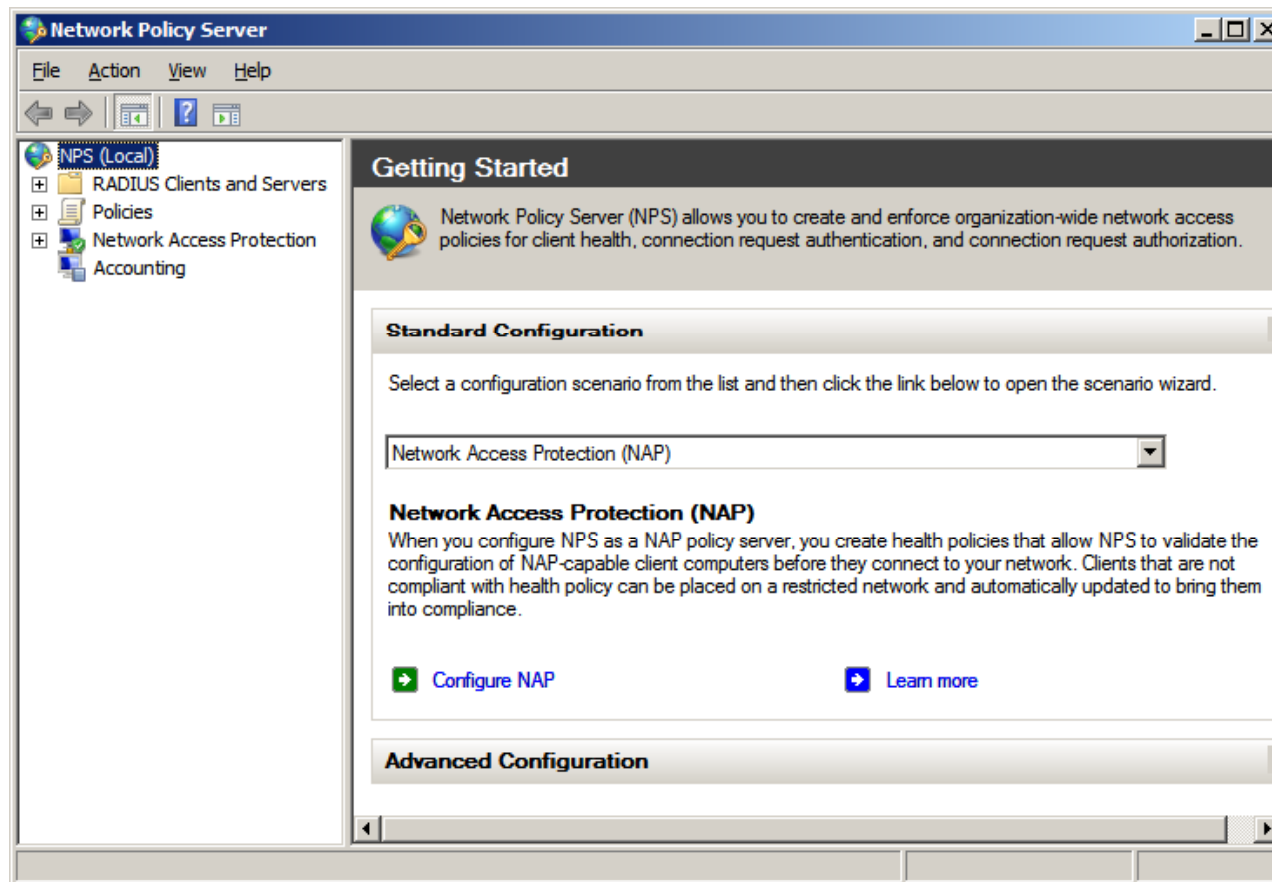 Network Policy Server
File Action View Help
NPS (Local)
RADIUS Clients and Servers
Policies
Network Access Protection
Accounting
Getting Started
Network Policy Server (NPS) allows you to create and enforce organization-wide network access
policies for client health, connection request authentication, and connection request authorization.
Standard Configuration
Select a configuration scenario from the list and then click the link below to open the scenario wizard.
Network Access Protection (NAP)
Network Access Protection (NAP)
When you configure NPS as a NAP policy server, you create health policies that allow NPS to validate the
configuration of NAP-capable client computers before they connect to your network. Clients that are not
compliant with health policy can be placed on a restricted network and automatically updated to bring them
into compliance.
Configure NAP Learn more
Advanced Configuration